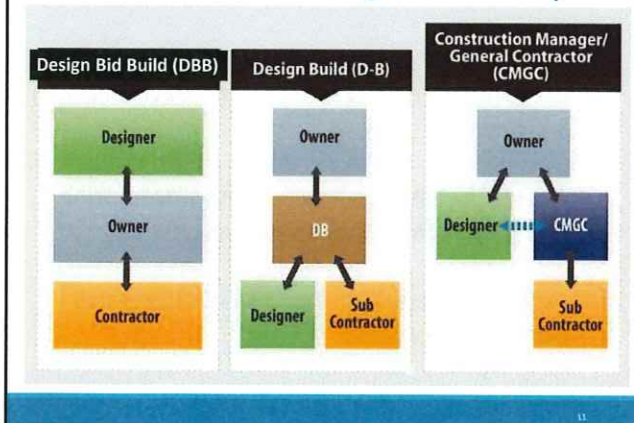 Design Bid Build (DBB)
Designer
Owner
Contractor
Design Build (D-B)
Owner
DB
Designer
Sub
Contractor
Construction Manager/
General Contractor
(CMGC)
Owner
Designer
CMGC
Sub
Contractor